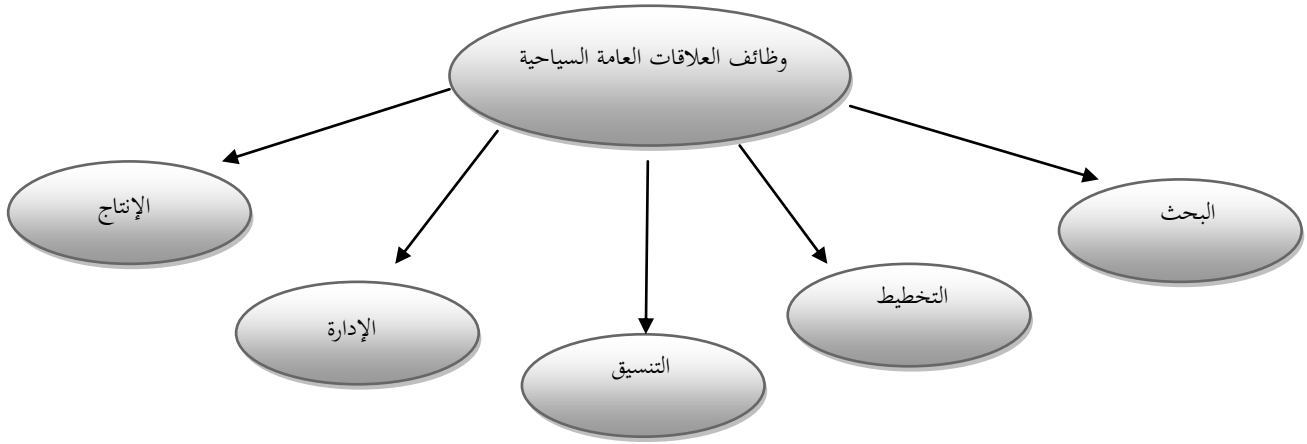 وظائف العلاقات العامة السياحية
البحث
التخطيط
التنسيق
الإدارة
الإنتاج